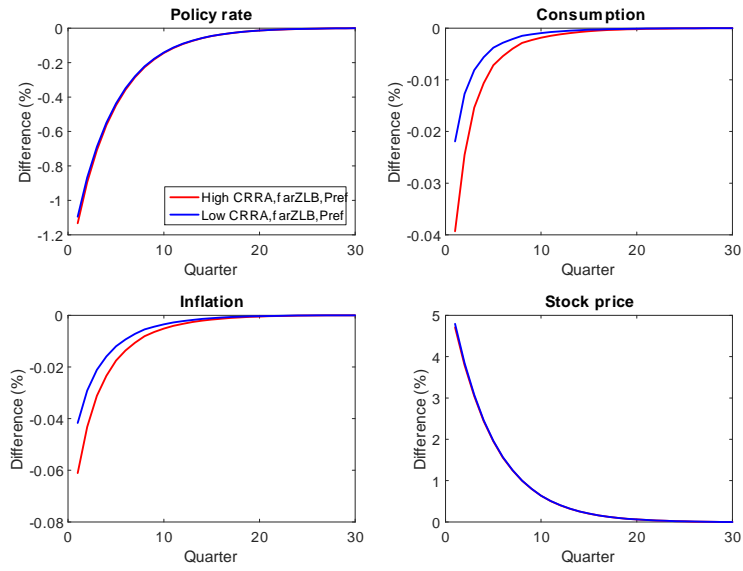 Policy rate
Difference (%)
0
-0.2
-0.4
-0.6
-0.8
-1
-1.2
High CRRA,farZLB,Pref
Low CRRA,farZLB,Pref
0 10 20 30
Quarter
Consumption
Difference (%)
0
-0.01
-0.02
-0.03
-0.04
0 10 20 30
Quarter
Inflation
Difference (%)
0
-0.02
-0.04
-0.06
-0.08
0 10 20 30
Quarter
Stock price
Difference (%)
5
4
3
2
1
0
0 10 20 30
Quarter